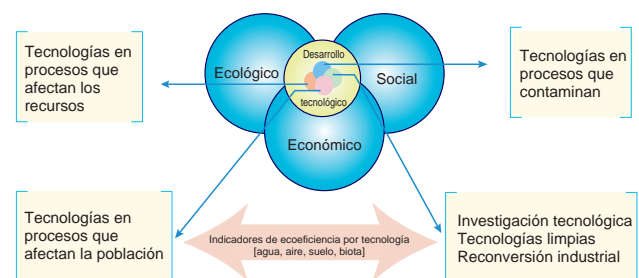 Tecnologías en
procesos que
afectan los
recursos
Ecológico
Desarrollo
tecnológico
Social
Económico
Tecnologías en
procesos que
contaminan
Tecnologías en
procesos que
afectan la población
Indicadores de ecoeficiencia por tecnología
[agua, aire, suelo, biota]
Investigación tecnológica
Tecnologías limpias
Reconversión industrial